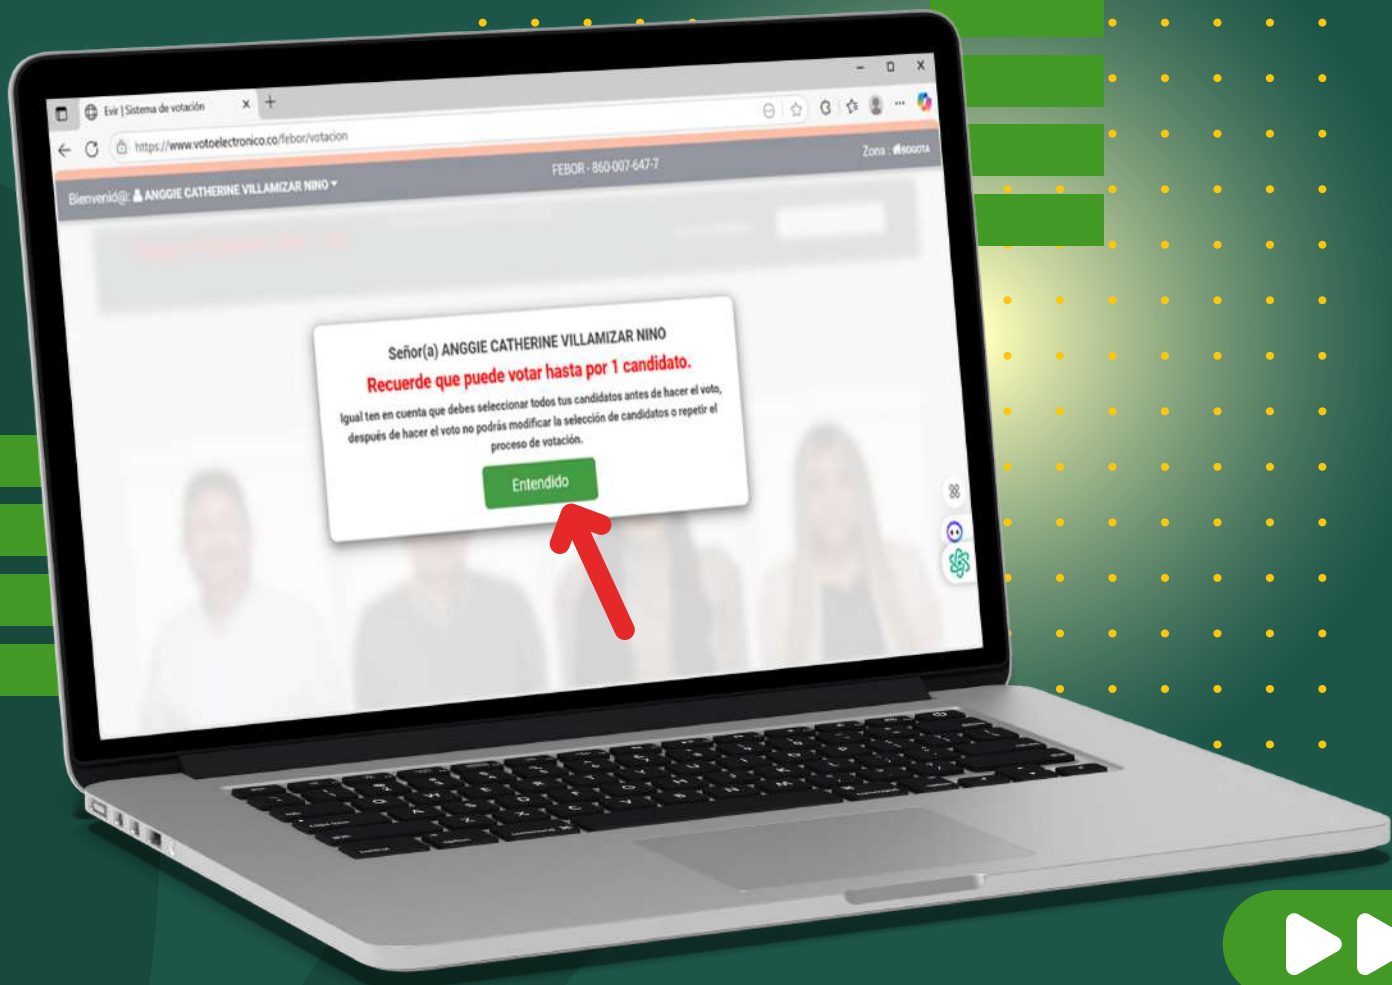 Evir | Sistema de votación
https://www.votoelectronico.co/febor/votacion
Bienvenid@: ANGGIE CATHERINE VILLAMIZAR NINO
FEBOR - 860-007-647-7
Zona : BOGOTA
Señor(a) ANGGIE CATHERINE VILLAMIZAR NINO
Recuerde que puede votar hasta por 1 candidato.
Igual ten en cuenta que debes seleccionar todos tus candidatos antes de hacer el voto,
después de hacer el voto no podrás modificar la selección de candidatos o repetir el
proceso de votación.
Entendido